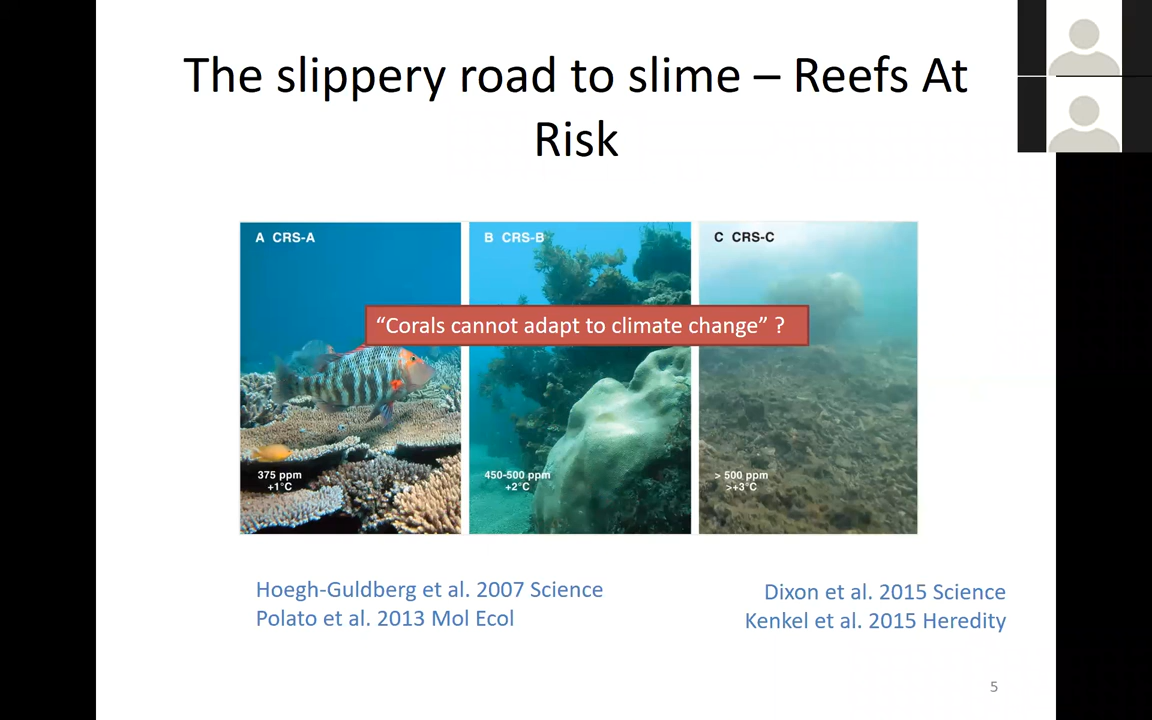 The slippery road to slime – Reefs At
Risk
A CRS-A
B CRS-B
C CRS-C
“Corals cannot adapt to climate change” ?
375 ppm
+1°C
450-500 ppm
+2°C
> 500 ppm
>+3°C
Hoegh-Guldberg et al. 2007 Science
Polato et al. 2013 Mol Ecol
Dixon et al. 2015 Science
Kenkel et al. 2015 Heredity
5